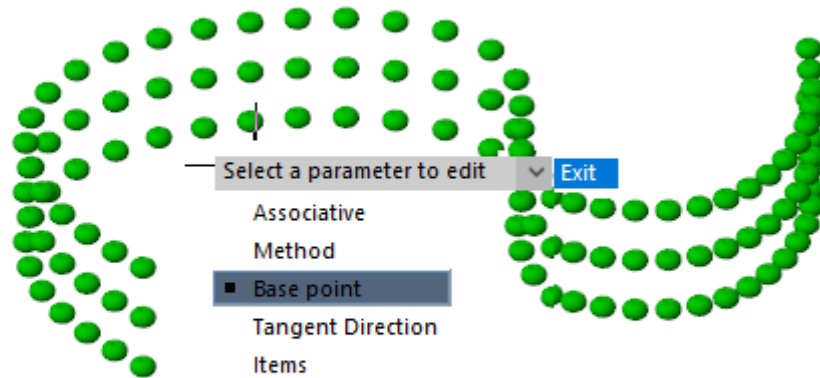 Select a parameter to edit Exit
Associative
Method
Base point
Tangent Direction
Items